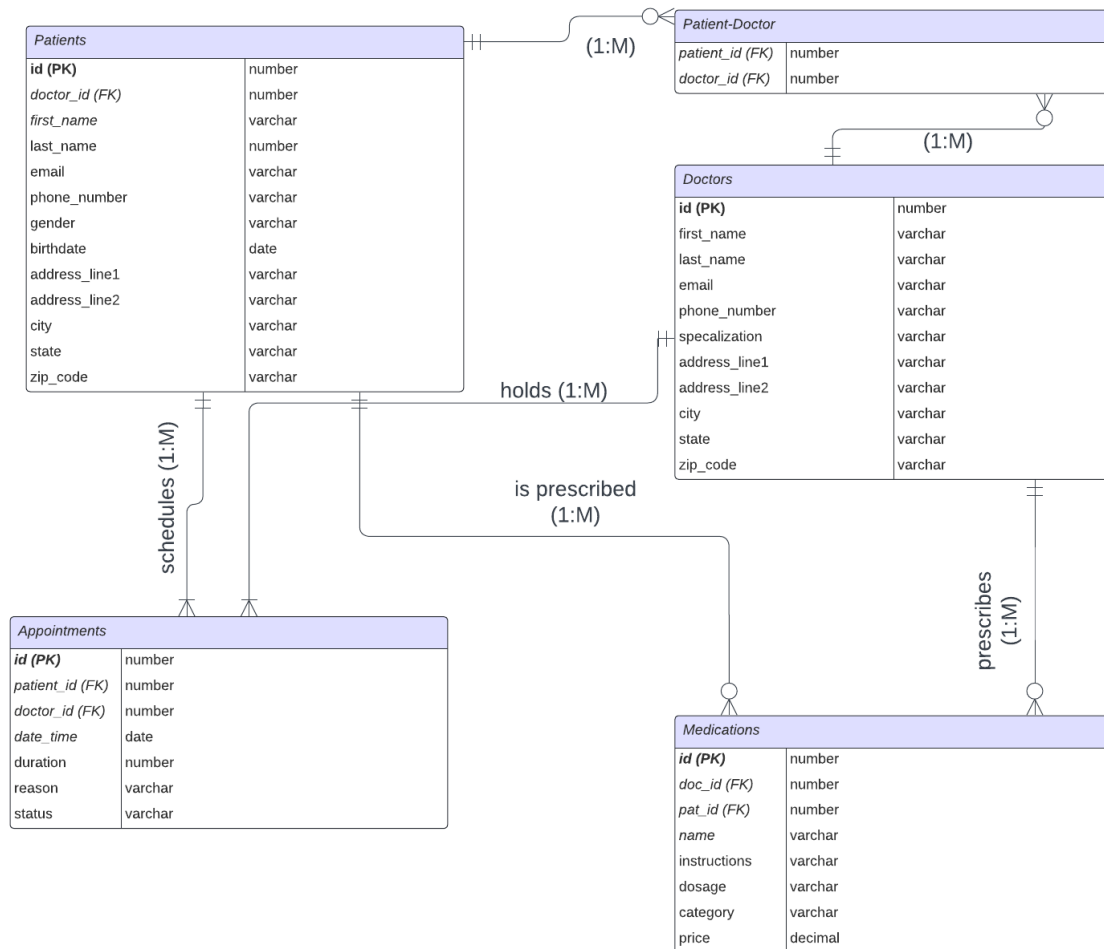 Patients
id (PK) number
doctor_id (FK) number
first_name varchar
last_name number
email varchar
phone_number varchar
gender varchar
birthdate date
address_line1 varchar
address_line2 varchar
city varchar
state varchar
zip_code varchar
(1:M)
Patient-Doctor
patient_id (FK) number
doctor_id (FK) number
(1:M)
Doctors
id (PK) number
first_name varchar
last_name varchar
email varchar
phone_number varchar
specalization varchar
address_line1 varchar
address_line2 varchar
city varchar
state varchar
zip_code varchar
holds (1:M)
schedules (1:M)
is prescribed
(1:M)
prescribes
(1:M)
Appointments
id (PK) number
patient_id (FK) number
doctor_id (FK) number
date_time date
duration number
reason varchar
status varchar
Medications
id (PK) number
doc_id (FK) number
pat_id (FK) number
name varchar
instructions varchar
dosage varchar
category varchar
price decimal